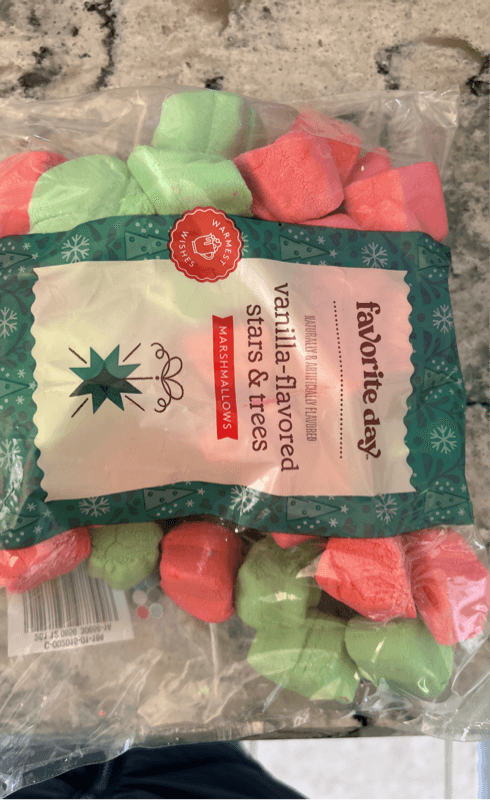 favorite day
NATURALLY & ARTIFICIALLY FLAVORED
vanilla-flavored
stars & trees
MARSHMALLOWS
WARMEST
WISHES